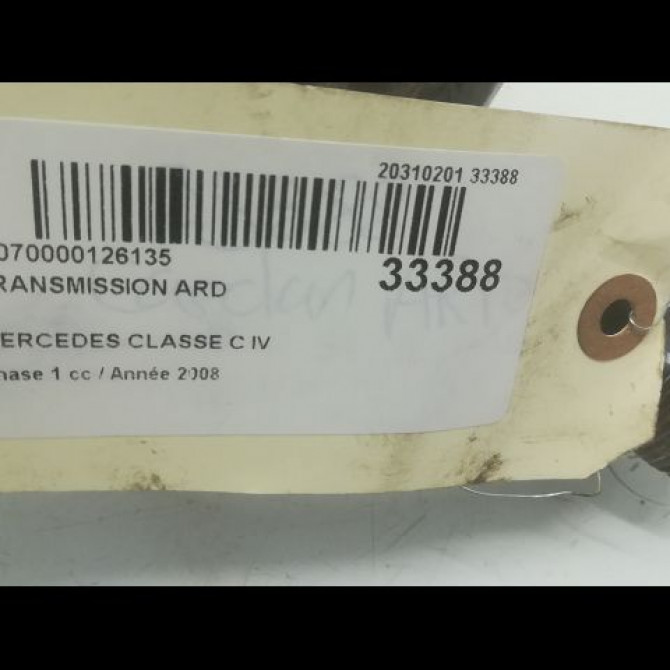 20310201 33388
070000126135
33388
RANSMISSION ARD
ERCEDES CLASSE C IV
hase 1 cc / Année 2008